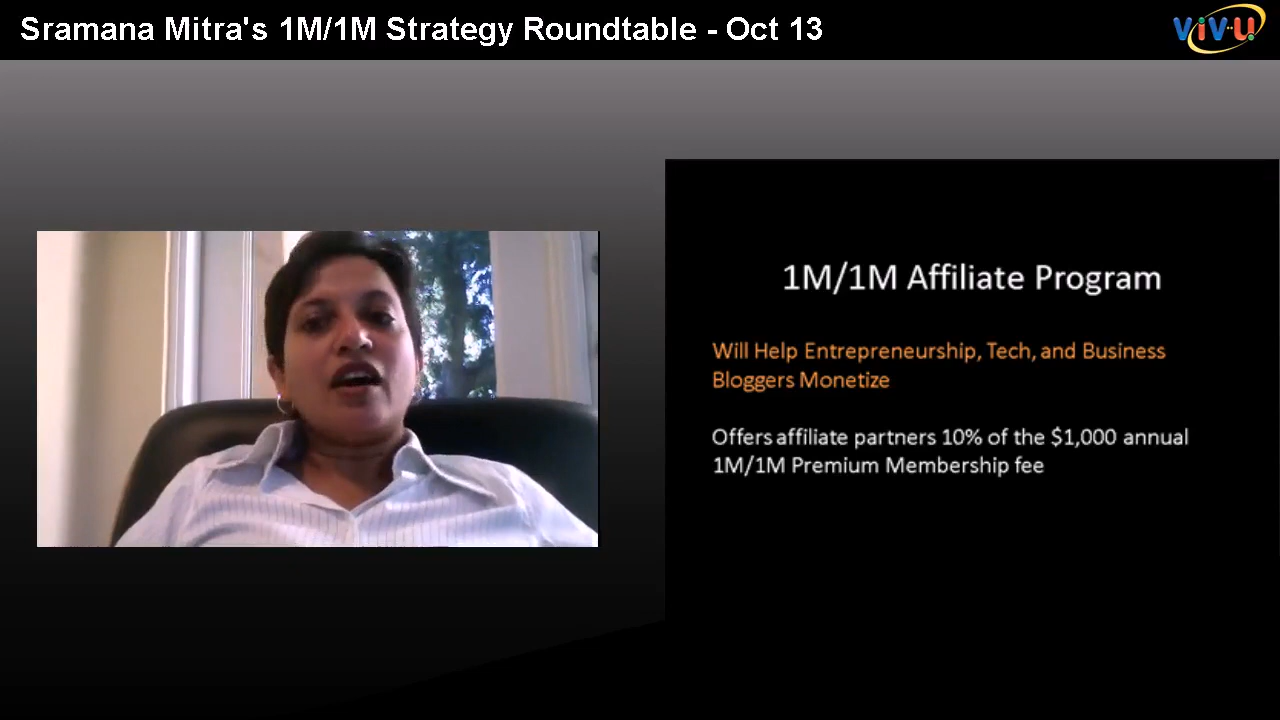 Sramana Mitra's 1M/1M Strategy Roundtable - Oct 13
ViV-U!
1M/1M Affiliate Program
Will Help Entrepreneurship, Tech, and Business
Bloggers Monetize
Offers affiliate partners 10% of the $1,000 annual
1M/1M Premium Membership fee